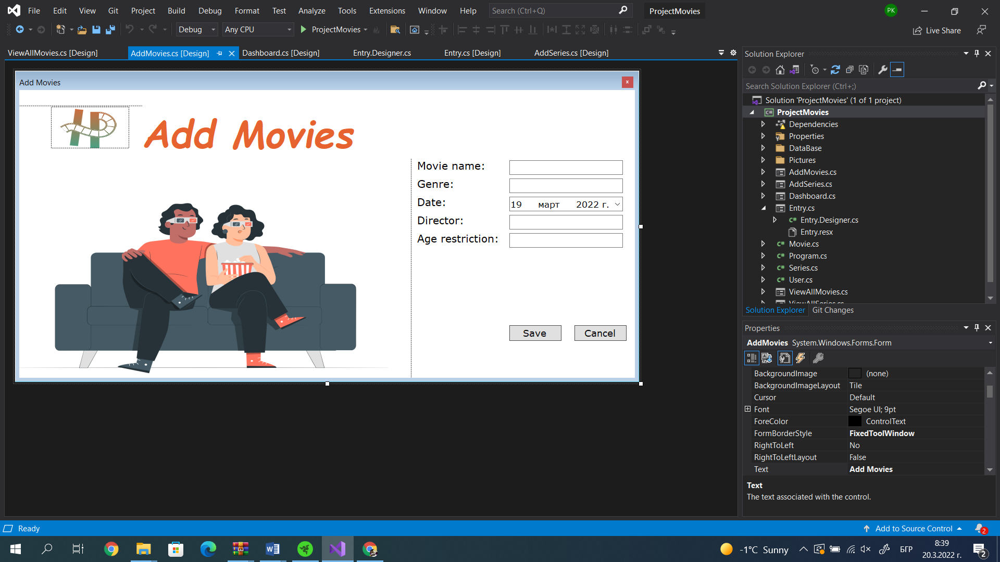 File Edit View Git Project Build Debug Format Test Analyze Tools Extensions Window Help Search (Ctrl+Q) ProjectMovies PK
Debug Any CPU ProjectMovies Live Share
ViewAllMovies.cs [Design] AddMovies.cs [Design] Dashboard.cs [Design] Entry.Designer.cs Entry.cs [Design] AddSeries.cs [Design]
Add Movies
Add Movies
Movie name:
Genre:
Date: 19 март 2022 г.
Director:
Age restriction:
Save Cancel
Solution Explorer
Search Solution Explorer (Ctrl+;)
Solution 'ProjectMovies' (1 of 1 project)
ProjectMovies
Dependencies
Properties
DataBase
Pictures
AddMovies.cs
AddSeries.cs
Dashboard.cs
Entry.cs
Entry.Designer.cs
Entry.resx
Movie.cs
Program.cs
Series.cs
User.cs
ViewAllMovies.cs
ViewAllSeries.cs
Solution Explorer Git Changes
Properties
AddMovies System.Windows.Forms.Form
BackgroundImage (none)
BackgroundImageLayout Tile
Cursor Default
Font Segoe UI; 9pt
ForeColor ControlText
FormBorderStyle FixedToolWindow
RightToLeft No
RightToLeftLayout False
Text Add Movies
Text
The text associated with the control.
Ready Add to Source Control 2
-1°C Sunny БГР 8:39
20.3.2022 г. 2